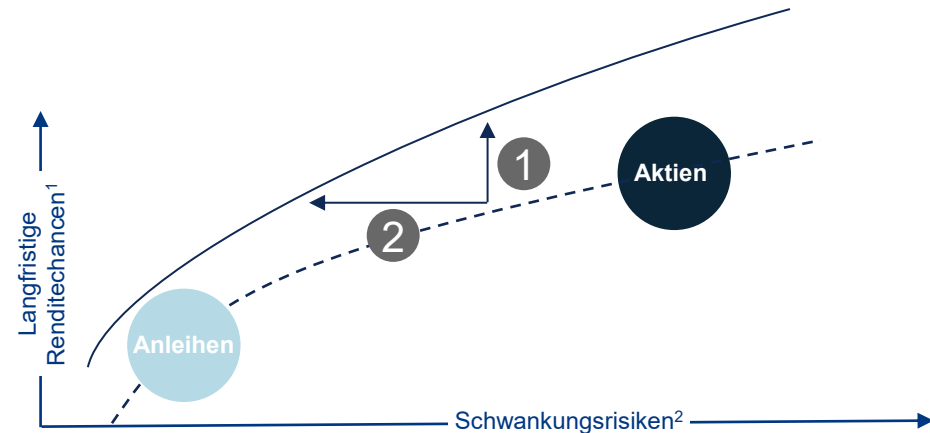 Langfristige
Renditechancen¹
1
2
Aktien
Anleihen
Schwankungsrisiken²